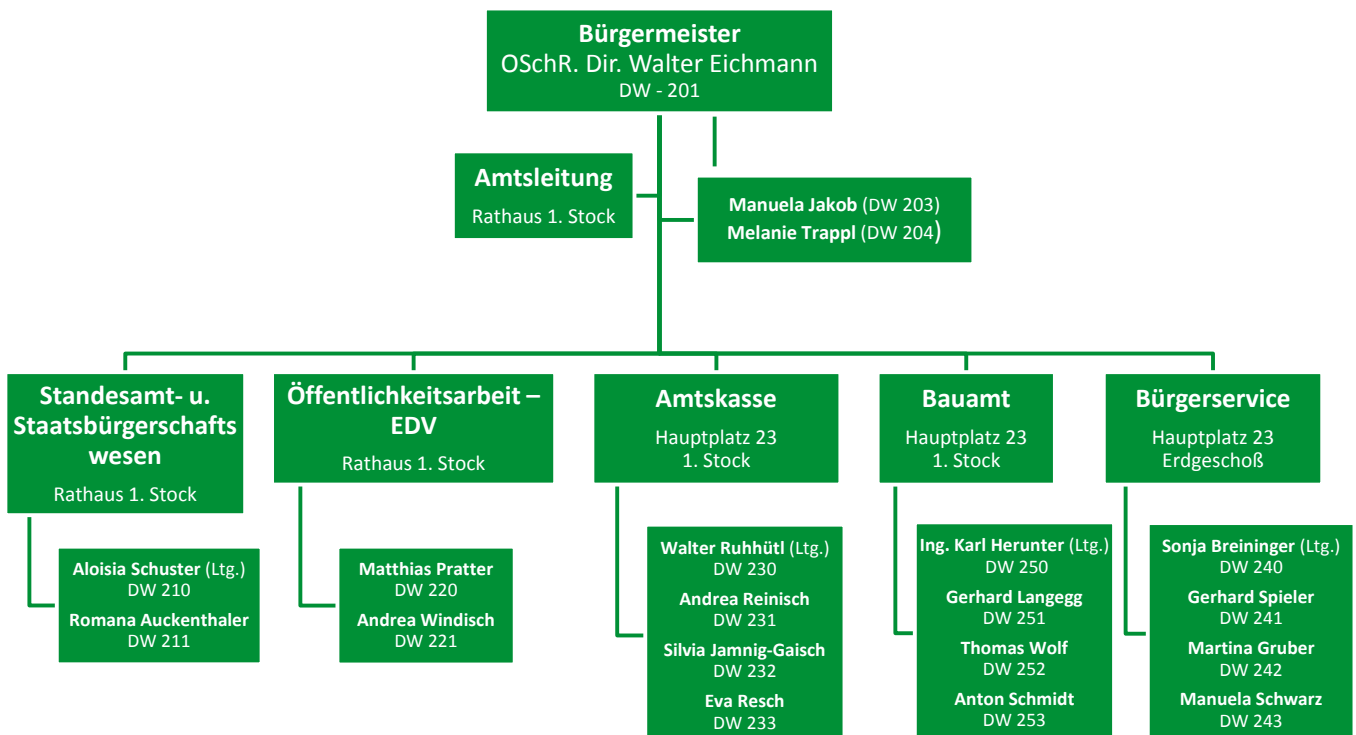 Bürgermeister
OSchR. Dir. Walter Eichmann
DW - 201
Amtsleitung
Rathaus 1. Stock
Manuela Jakob (DW 203)
Melanie Trappl (DW 204)
Standesamt- u.
Staatsbürgerschafts
wesen
Rathaus 1. Stock
Aloisia Schuster (Ltg.)
DW 210
Romana Auckenthaler
DW 211
Öffentlichkeitsarbeit –
EDV
Rathaus 1. Stock
Matthias Pratter
DW 220
Andrea Windisch
DW 221
Amtskasse
Hauptplatz 23
1. Stock
Walter Ruhhütl (Ltg.)
DW 230
Andrea Reinisch
DW 231
Silvia Jamnig-Gaisch
DW 232
Eva Resch
DW 233
Bauamt
Hauptplatz 23
1. Stock
Ing. Karl Herunter (Ltg.)
DW 250
Gerhard Langegg
DW 251
Thomas Wolf
DW 252
Anton Schmidt
DW 253
Bürgerservice
Hauptplatz 23
Erdgeschoß
Sonja Breininger (Ltg.)
DW 240
Gerhard Spieler
DW 241
Martina Gruber
DW 242
Manuela Schwarz
DW 243